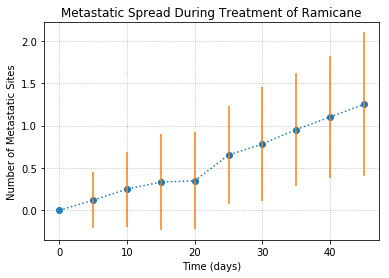 Metastatic Spread During Treatment of Ramicane
Number of Metastatic Sites
2.0
1.5
1.0
0.5
0.0
0 10 20 30 40
Time (days)